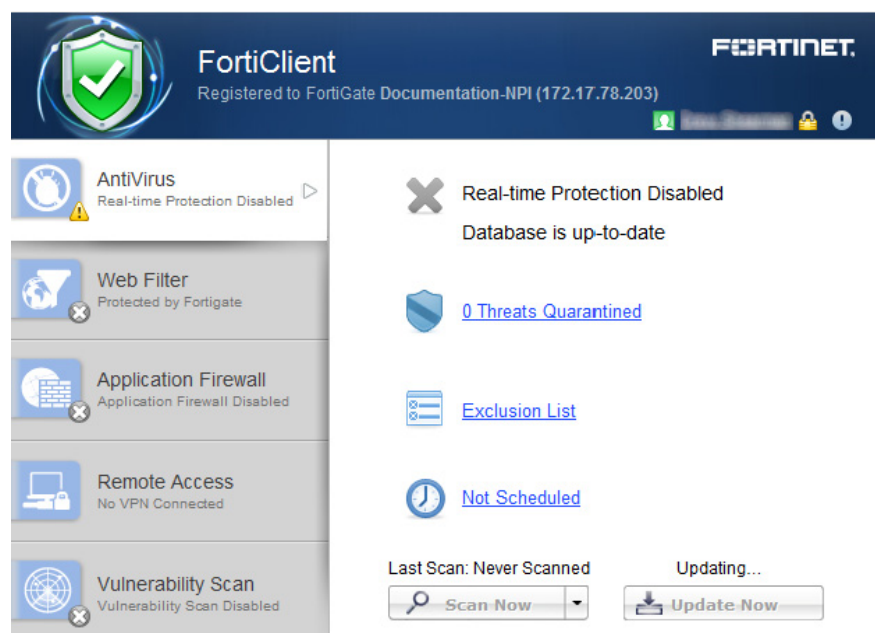 FortiClient
FORTINET.
Registered to FortiGate Documentation-NPI (172.17.78.203)
AntiVirus
Real-time Protection Disabled
Web Filter
Protected by Fortigate
Application Firewall
Application Firewall Disabled
Remote Access
No VPN Connected
Vulnerability Scan
Vulnerability Scan Disabled
Real-time Protection Disabled
Database is up-to-date
0 Threats Quarantined
Exclusion List
Not Scheduled
Last Scan: Never Scanned
Updating...
Scan Now
Update Now